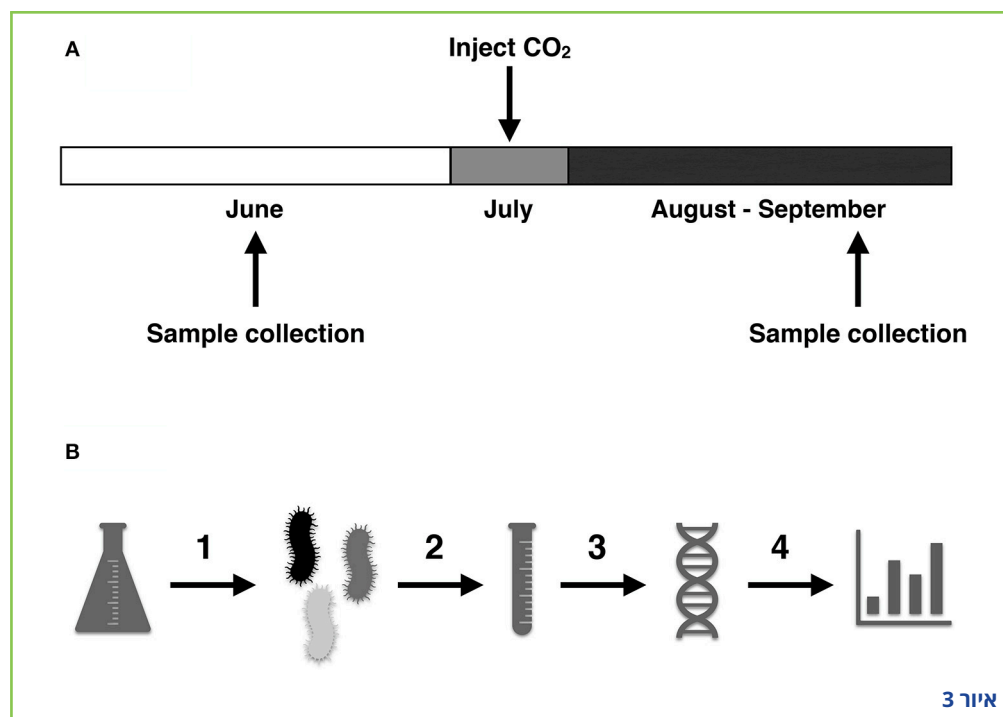 A
Inject CO₂
June
July
August - September
Sample collection
Sample collection
B
1
2
3
4
איור 3